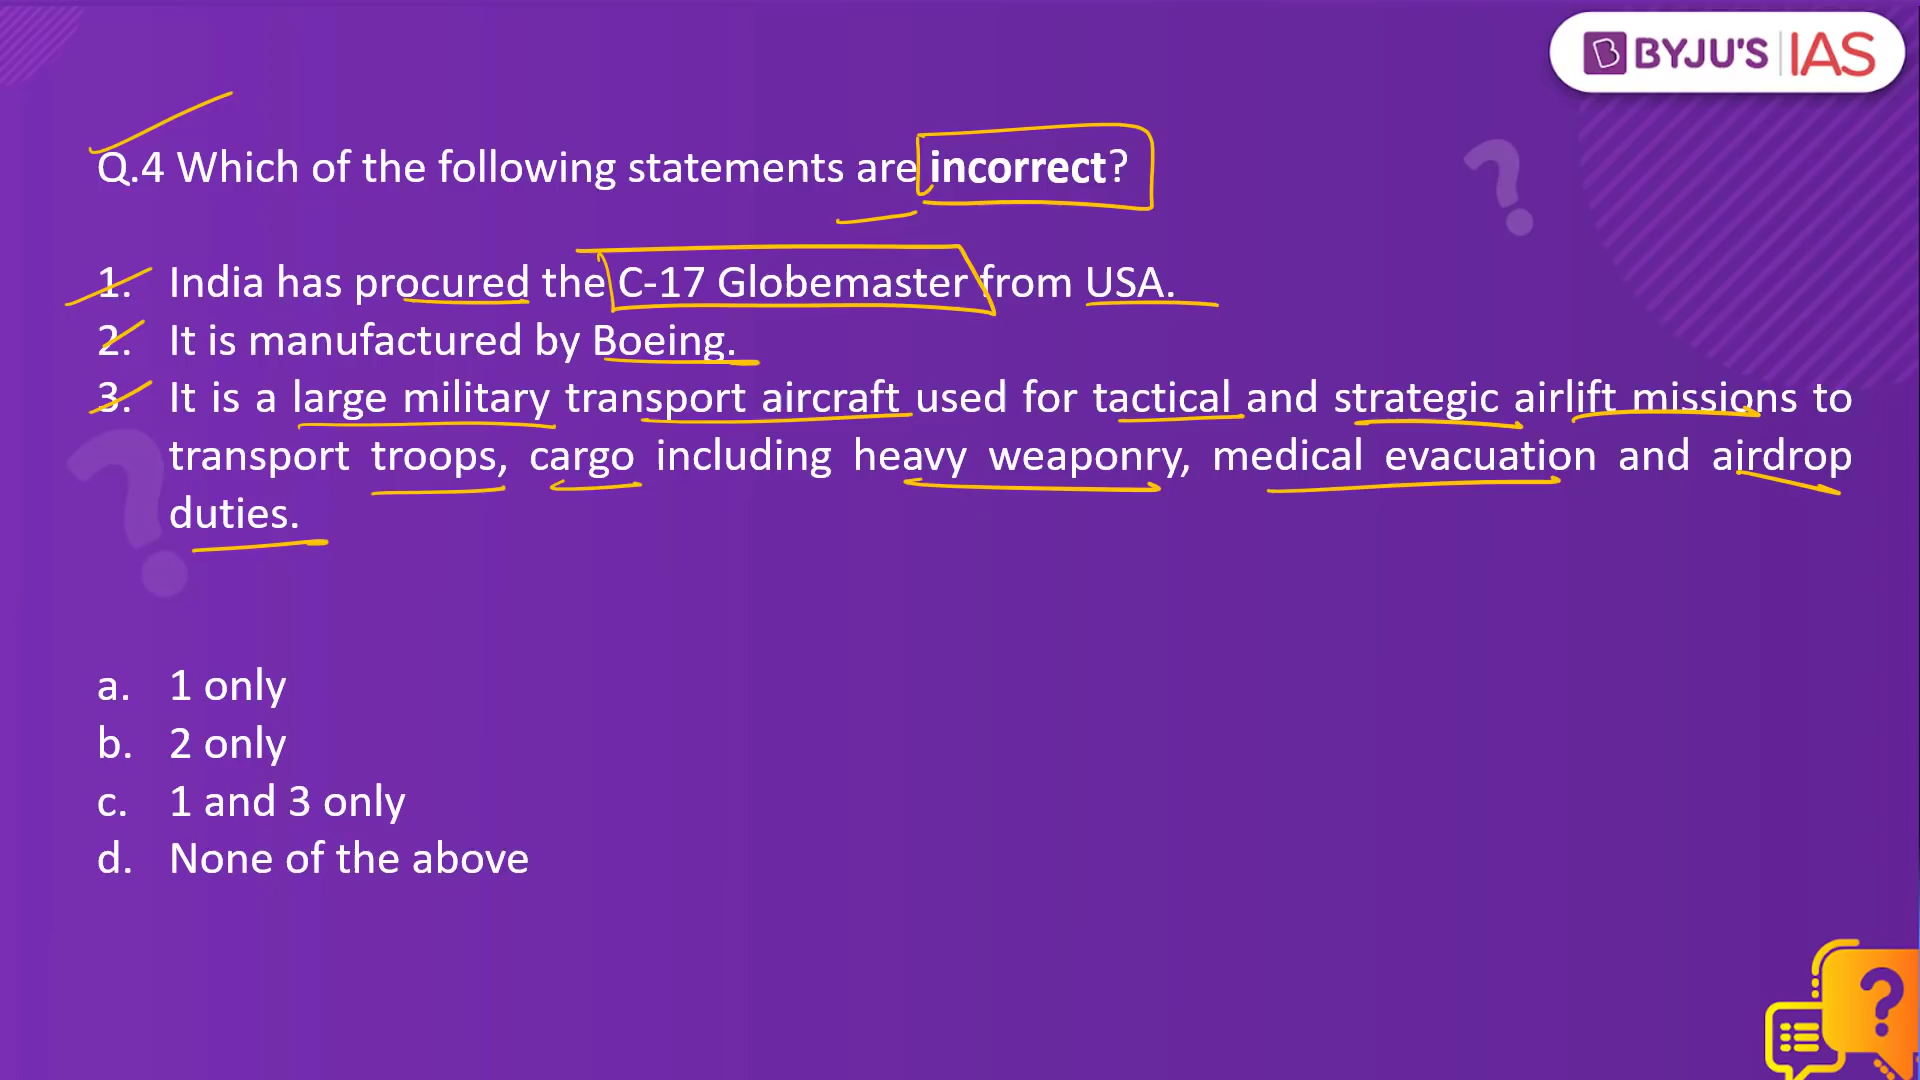 BYJU'S IAS
Q.4 Which of the following statements are incorrect?
1. India has procured the C-17 Globemaster from USA.
2. It is manufactured by Boeing.
3. It is a large military transport aircraft used for tactical and strategic airlift missions to
transport troops, cargo including heavy weaponry, medical evacuation and airdrop
duties.
a. 1 only
b. 2 only
c. 1 and 3 only
d. None of the above